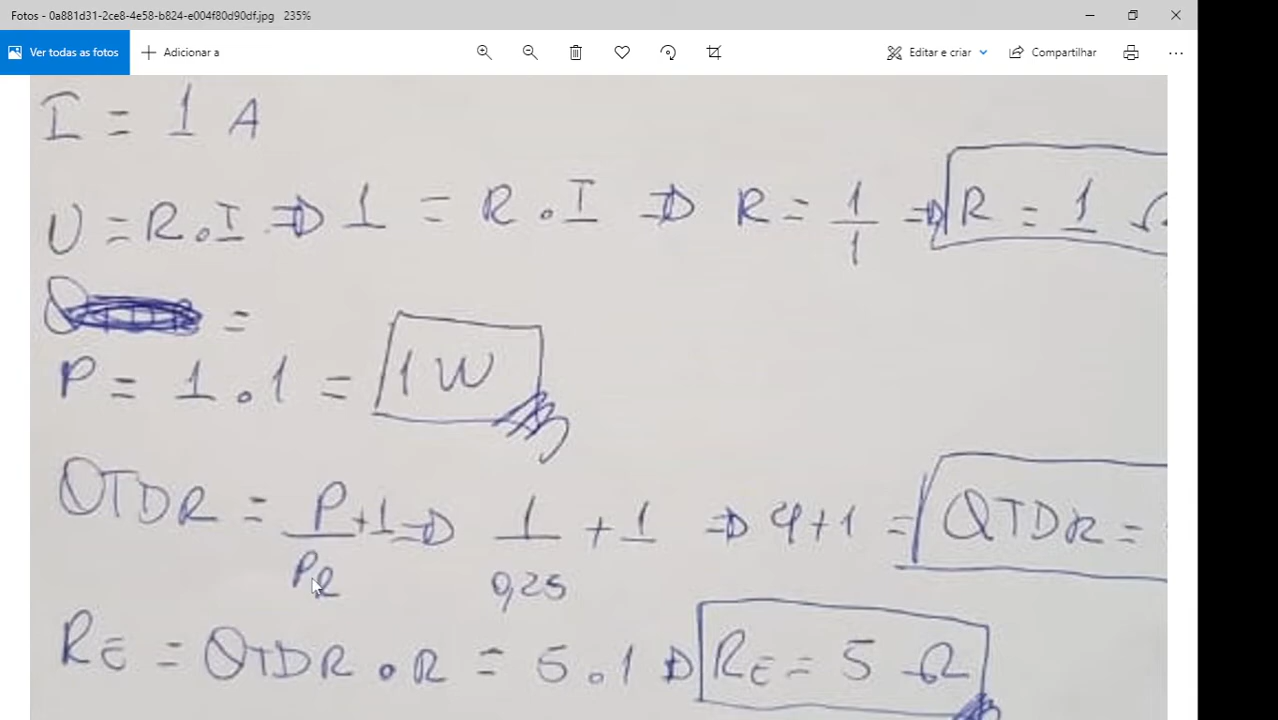 Fotos - 0a881d31-2ce8-4e58-b824-e004f80d90df.jpg 235%
Ver todas as fotos
Adicionar a
Editar e criar
Compartilhar
I = 1 A
U = R . I ⇒ 1 = R . I ⇒ R = 1/1 ⇒ R = 1 Ω
=
P = 1 . 1 = 1 W
QTDR = P/PR + 1 ⇒ 1/0,25 + 1 ⇒ 4 + 1 = QTDR =
RE = QTDR . R = 5 . 1 ⇒ RE = 5 Ω